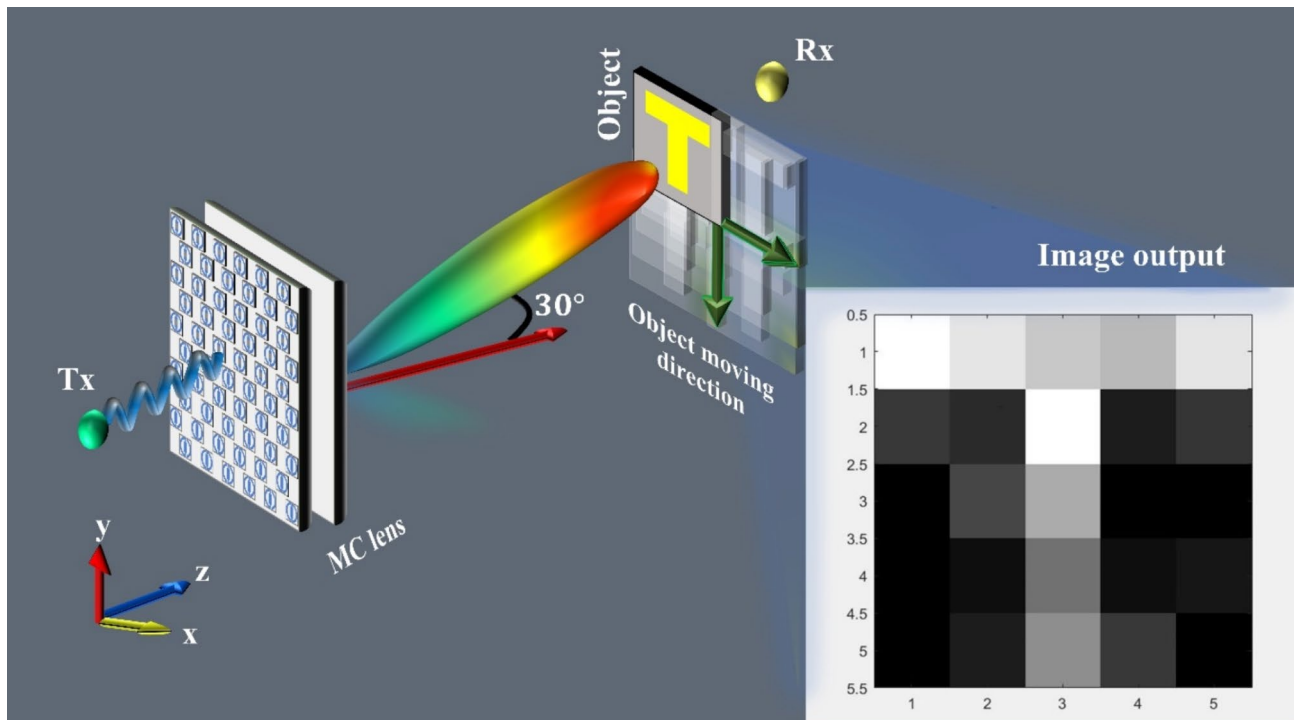 Rx
Object
T
Image output
30°
Object moving
direction
Tx
MC lens
y
z
x
0.5
1
1.5
2
2.5
3
3.5
4
4.5
5
5.5
1 2 3 4 5